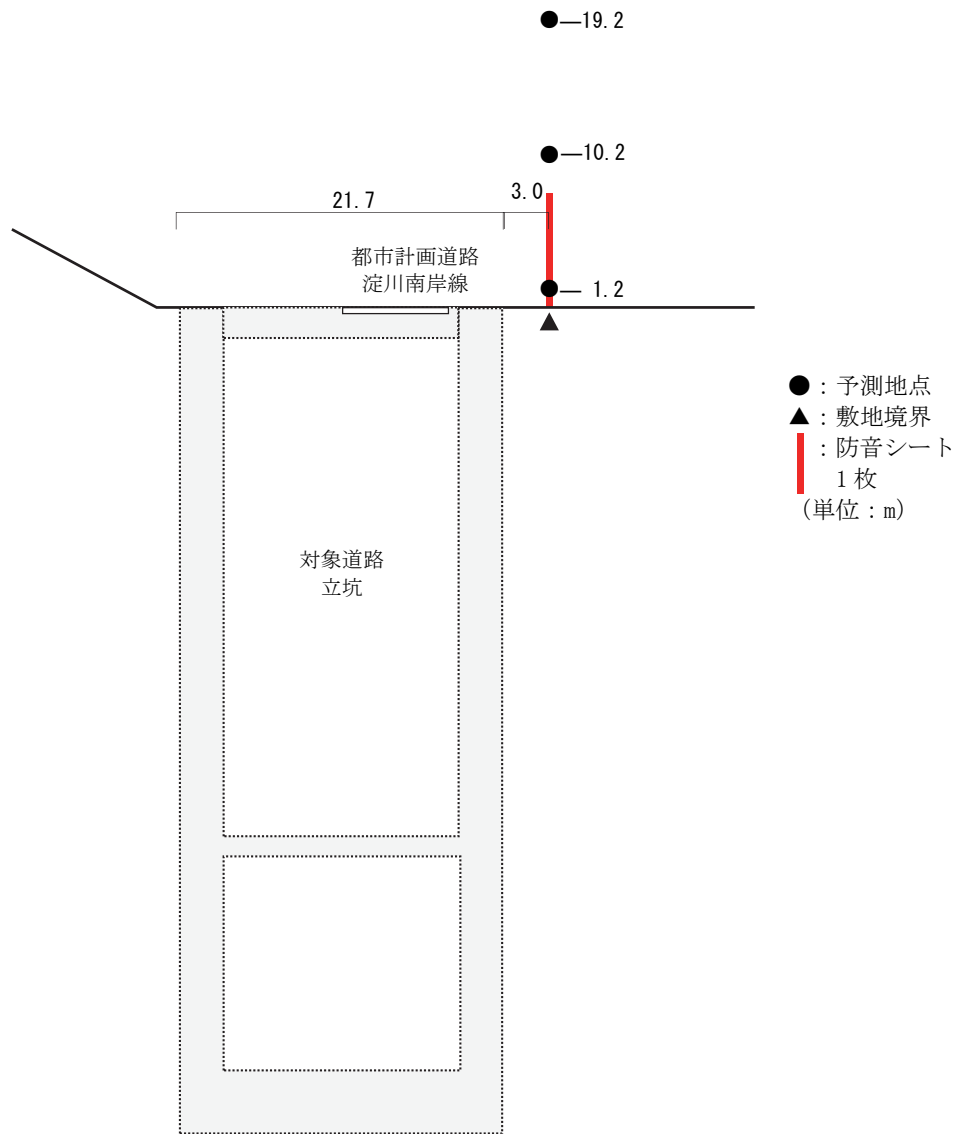 19.2
10.2
3.0
21.7
都市計画道路
淀川南岸線
1.2
●：予測地点
▲：敷地境界
：防音シート
1枚
（単位：m）
対象道路
立坑